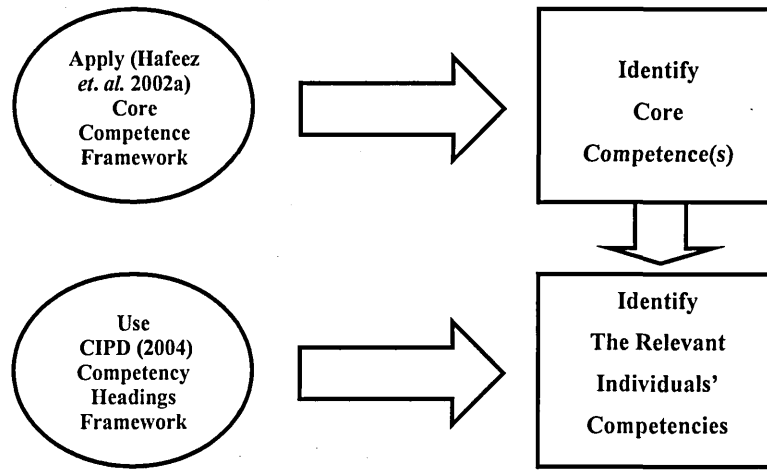 Apply (Hafeez
et. al. 2002a)
Core
Competence
Framework
Identify
Core
Competence(s)
Use
CIPD (2004)
Competency
Headings
Framework
Identify
The Relevant
Individuals'
Competencies